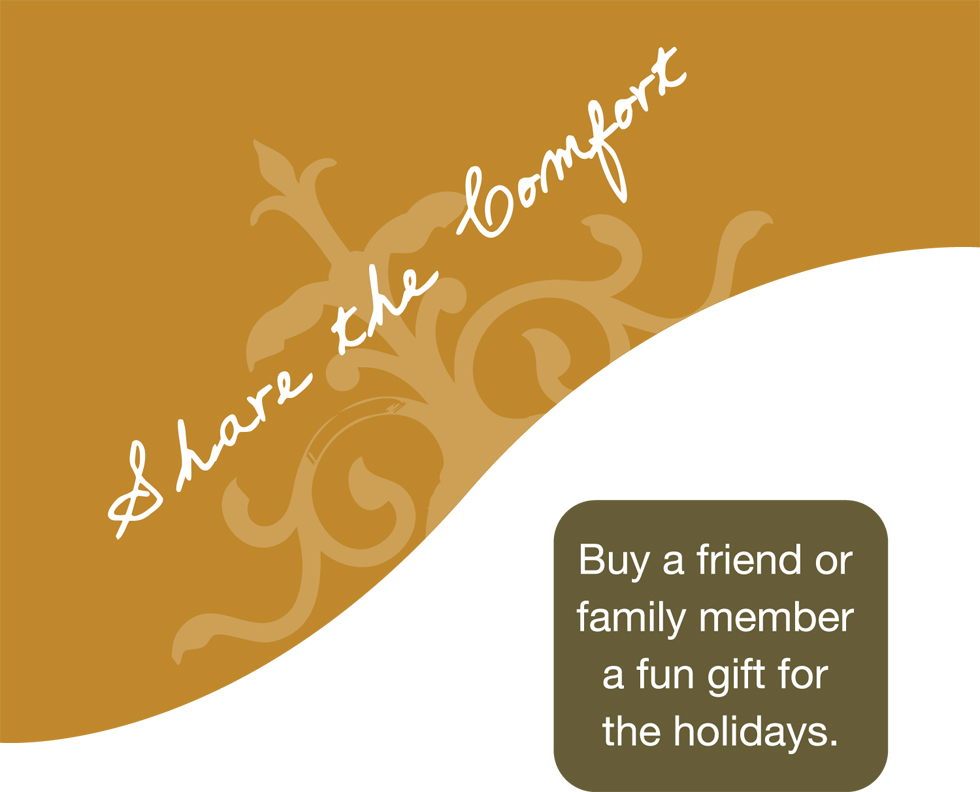 Share the Comfort
Buy a friend or
family member
a fun gift for
the holidays.